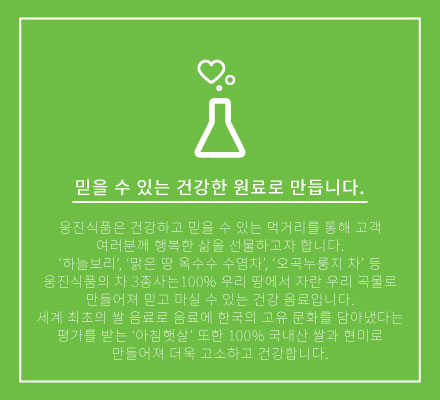 믿을 수 있는 건강한 원료로 만듭니다.
웅진식품은 건강하고 믿을 수 있는 먹거리를 통해 고객
여러분께 행복한 삶을 선물하고자 합니다.
‘하늘보리’, ‘맑은 땅 옥수수 수염차’, ‘오곡누룽지 차’ 등
웅진식품의 차 3종사는100% 우리 땅에서 자란 우리 곡물로
만들어져 믿고 마실 수 있는 건강 음료입니다.
세계 최초의 쌀 음료로 음료에 한국의 고유 문화를 담아냈다는
평가를 받는 ‘아침햇살’ 또한 100% 국내산 쌀과 현미로
만들어져 더욱 고소하고 건강합니다.